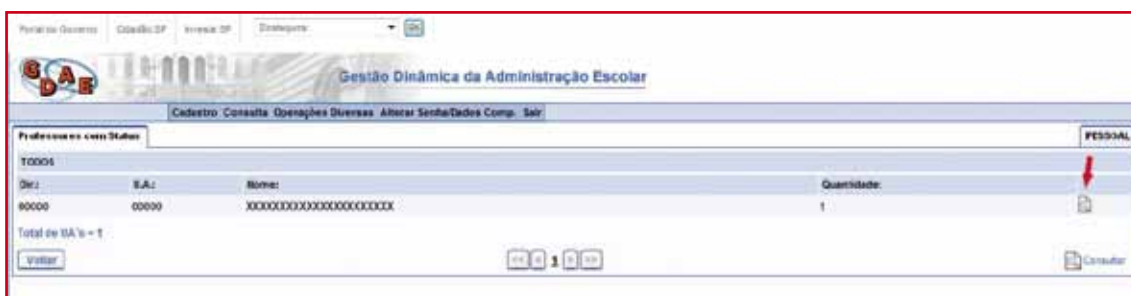 Portal do Governo Cidadão.SP Investe SP Destaques:
GDAE
Gestão Dinâmica da Administração Escolar
Cadastro Consulta Operações Diversas Alterar Senha/Dados Comp. Sair
Professores com Status PESSOAL
TODOS
Dir.: U.A.: Nome: Quantidade:
00000 00000 XXXXXXXXXXXXXXXXXXXXXXX 1
Total de UA's = 1
Voltar << < 1 > >> Consultar